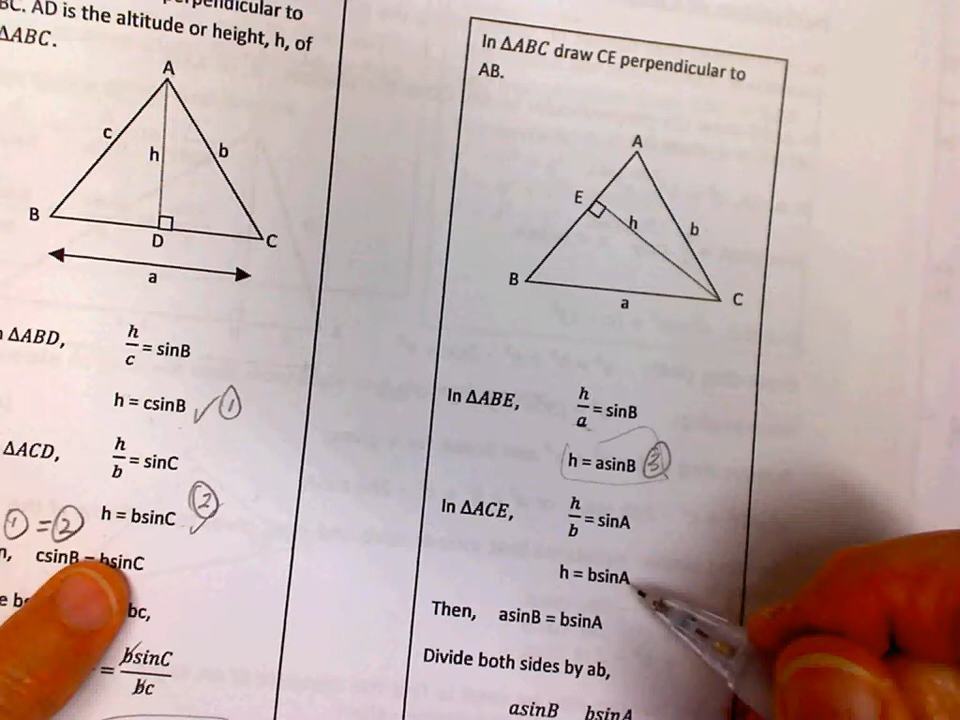 perpendicular to
BC. AD is the altitude or height, h, of
ΔABC.
A
c
h
b
B
D
C
a
ΔABD, h/c = sinB
h = csinB ✓ ①
ΔACD, h/b = sinC
h = bsinC ② ✓
① = ②
csinB = bsinC
bc,
= bsinC/bc
In ΔABC draw CE perpendicular to
AB.
A
E
h
b
B
a
C
In ΔABE, h/a = sinB
h = asinB ③
In ΔACE, h/b = sinA
h = bsinA
Then, asinB = bsinA
Divide both sides by ab,
asinB bsinA